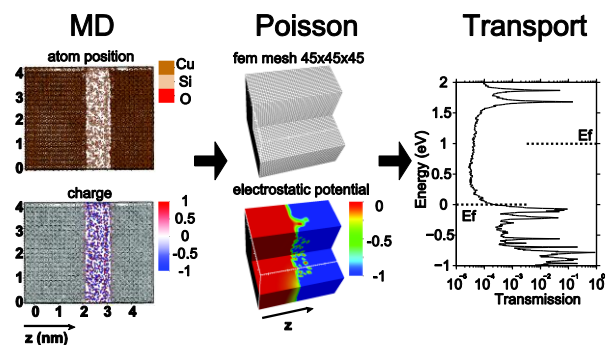 MD
Poisson
Transport
atom position
Cu
Si
O
4
3
2
1
0
charge
4
3
2
1
0
1
0.5
0
-0.5
-1
0 1 2 3 4
z (nm)
fem mesh 45x45x45
electrostatic potential
0
-0.5
-1
z
2
1.5
1
0.5
0
−0.5
−1
Energy (eV)
Ef
Ef
10⁻⁶ 10⁻⁵ 10⁻⁴ 10⁻³ 10⁻² 10⁻¹ 10⁰
Transmission